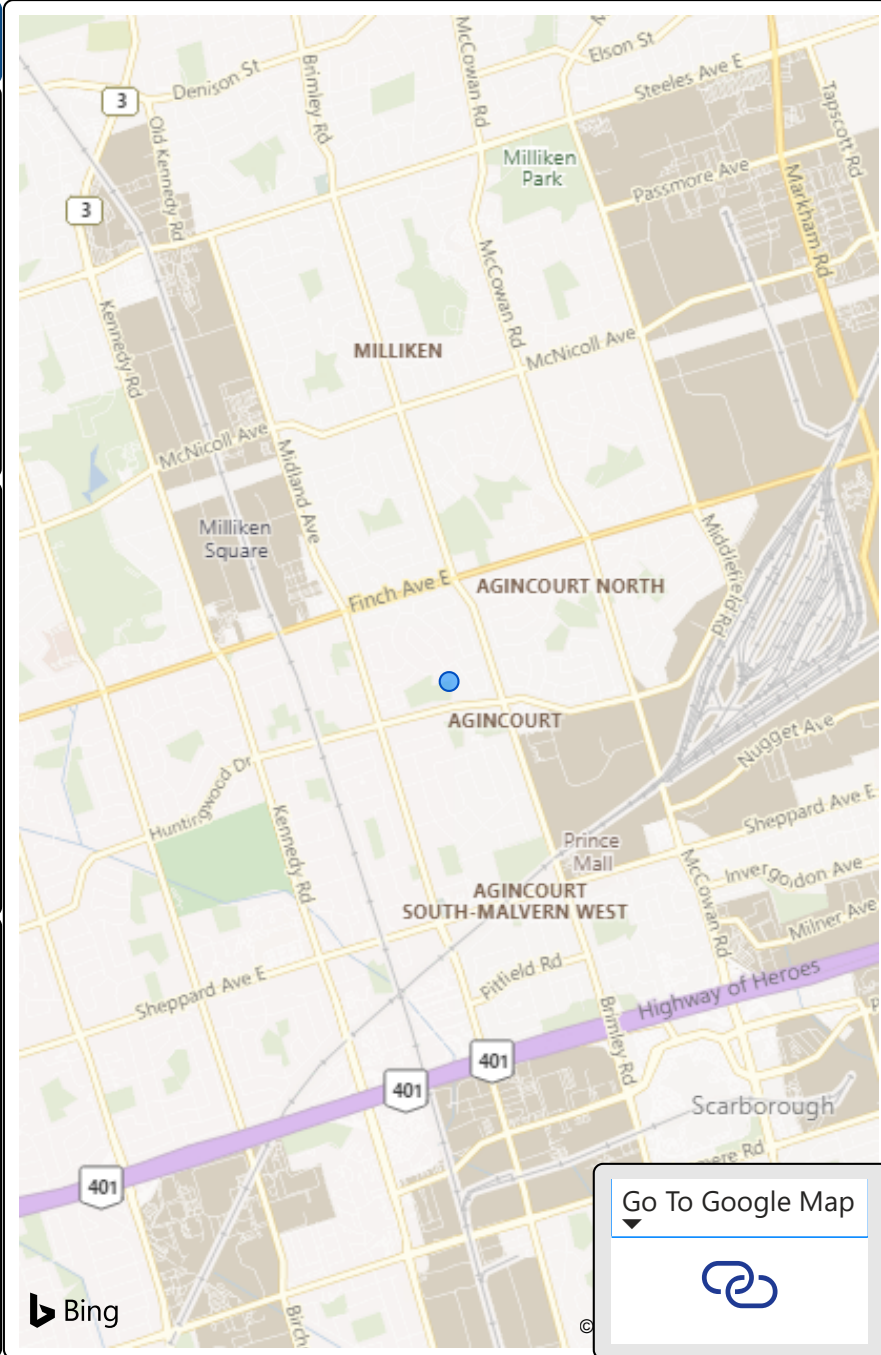 Elson St
McCowan Rd
Brimley Rd
Denison St
Steeles Ave E
3
Tapscott Rd
Old Kennedy Rd
Milliken
Park
Passmore Ave
Markham Rd
3
McCowan Rd
Kennedy Rd
MILLIKEN
McNicoll Ave
McNicoll Ave
Midland Ave
Milliken
Square
Middlefield Rd
Finch Ave E
AGINCOURT NORTH
AGINCOURT
Nugget Ave
Huntingwood Dr
Kennedy Rd
Sheppard Ave E
Prince
Mall
McCowan Rd
Invergordon Ave
AGINCOURT
SOUTH-MALVERN WEST
Milner Ave
Pitfield Rd
Sheppard Ave E
Highway of Heroes
Brimley Rd
401
401
Scarborough
401
mere Rd
Go To Google Map
Bing
Birch
©